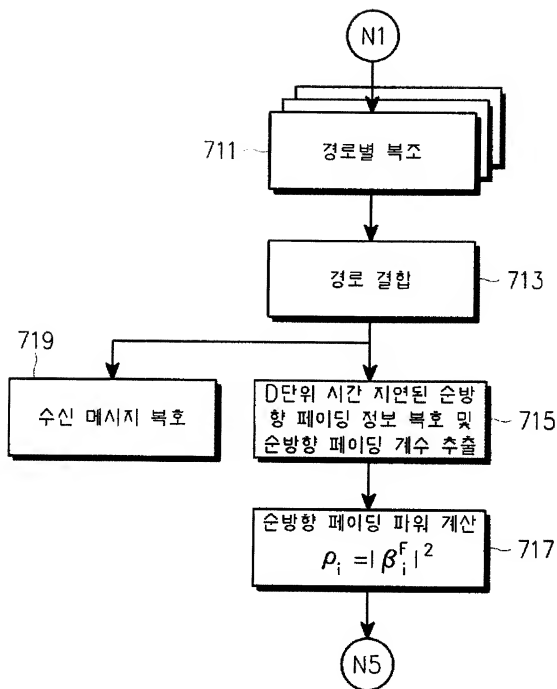 N1
711
경로별 복조
경로 결합
713
719
수신 메시지 복호
D단위 시간 지연된 순방
향 페이딩 정보 복호 및
순방향 페이딩 계수 추출
715
순방향 페이딩 파워 계산
ρ_i =|β_i^F|^2
717
N5